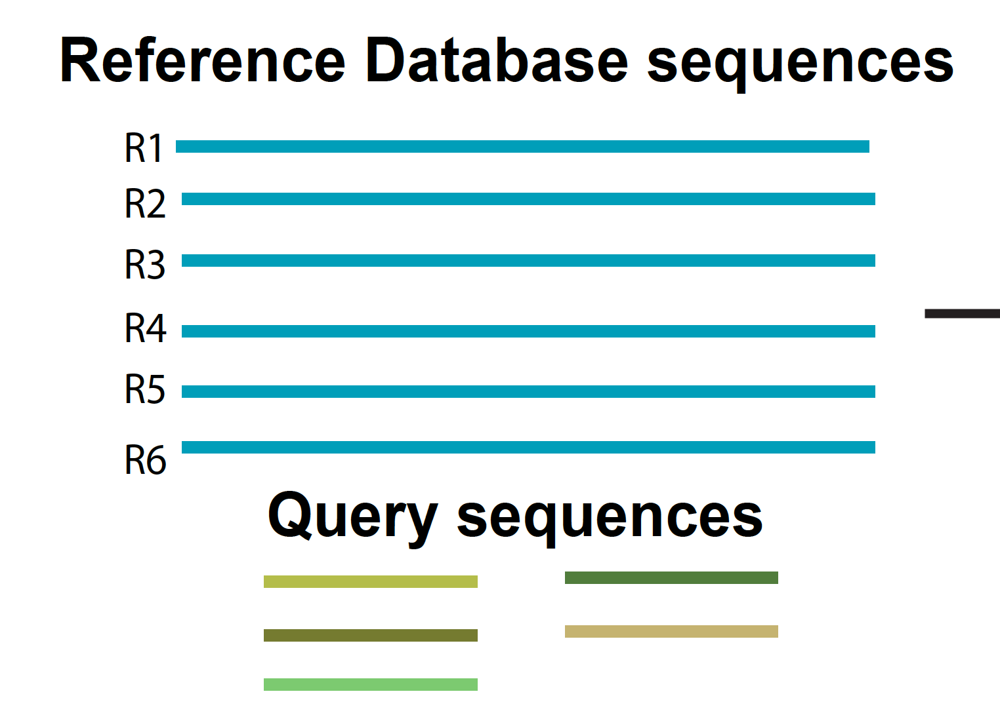 Reference Database sequences
R1
R2
R3
R4
R5
R6
Query sequences